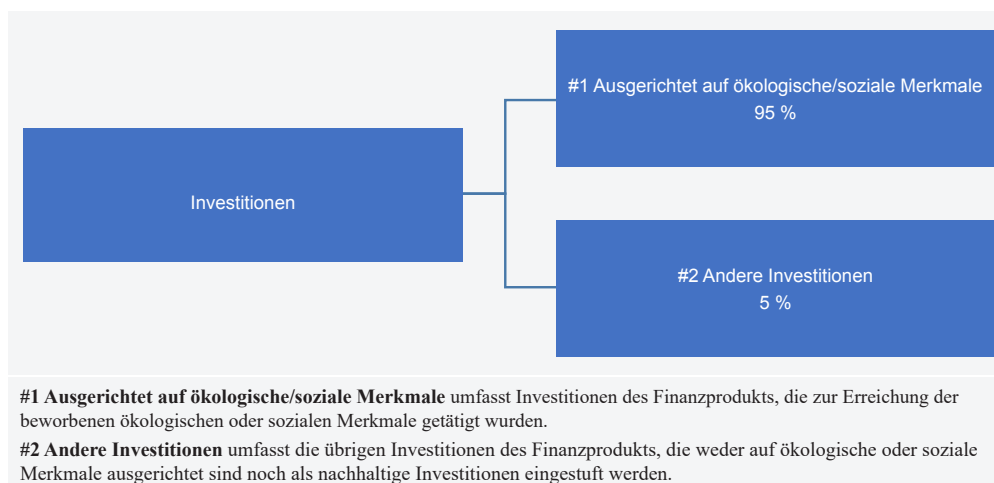 #1 Ausgerichtet auf ökologische/soziale Merkmale
95 %
Investitionen
#2 Andere Investitionen
5 %
#1 Ausgerichtet auf ökologische/soziale Merkmale umfasst Investitionen des Finanzprodukts, die zur Erreichung der
beworbenen ökologischen oder sozialen Merkmale getätigt wurden.
#2 Andere Investitionen umfasst die übrigen Investitionen des Finanzprodukts, die weder auf ökologische oder soziale
Merkmale ausgerichtet sind noch als nachhaltige Investitionen eingestuft werden.